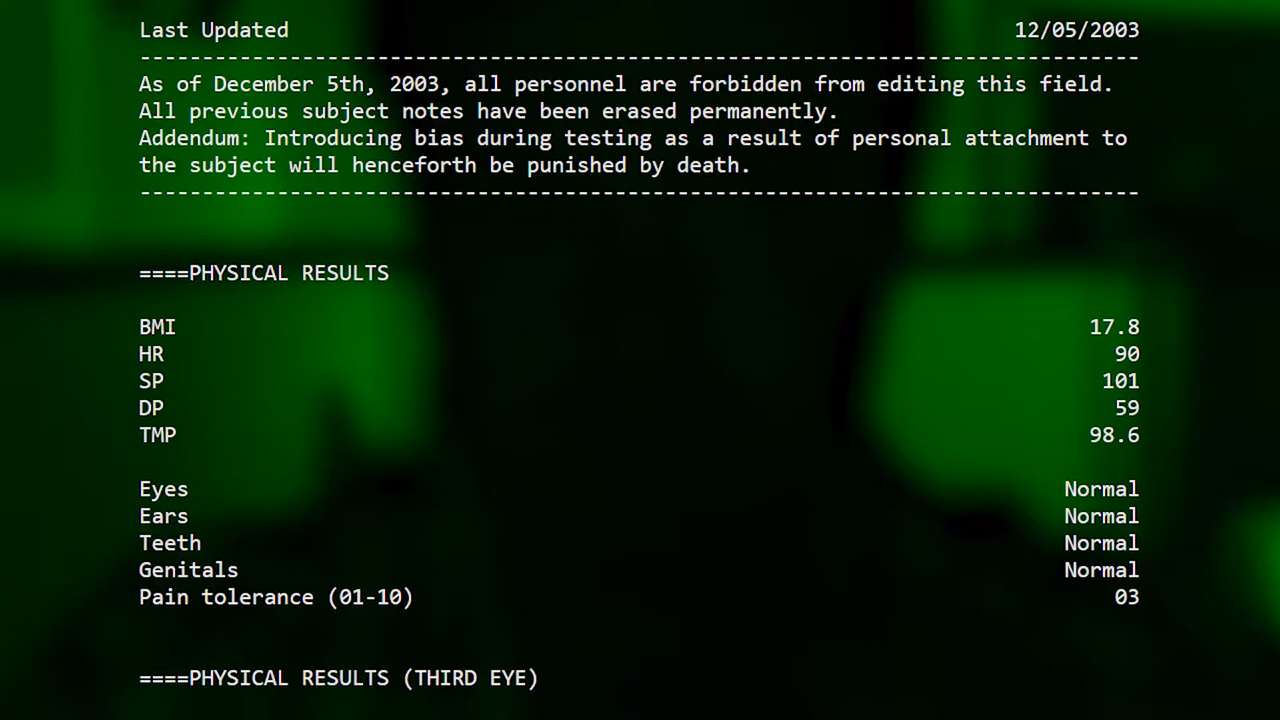 Last Updated 12/05/2003
--------------------------------------------------------------------------------
As of December 5th, 2003, all personnel are forbidden from editing this field.
All previous subject notes have been erased permanently.
Addendum: Introducing bias during testing as a result of personal attachment to
the subject will henceforth be punished by death.
--------------------------------------------------------------------------------
====PHYSICAL RESULTS
BMI 17.8
HR 90
SP 101
DP 59
TMP 98.6
Eyes Normal
Ears Normal
Teeth Normal
Genitals Normal
Pain tolerance (01-10) 03
====PHYSICAL RESULTS (THIRD EYE)